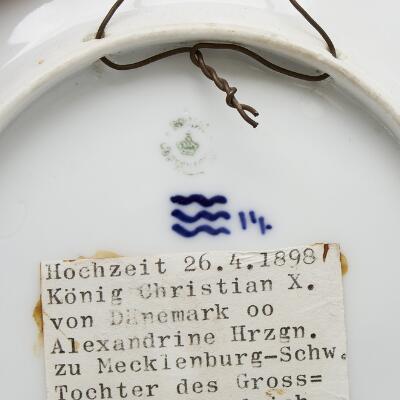 Hochzeit 26.4.1898
König Christian X.
von Dänemark oo
Alexandrine Hrzgn.
zu Mecklenburg-Schw.
Tochter des Gross=